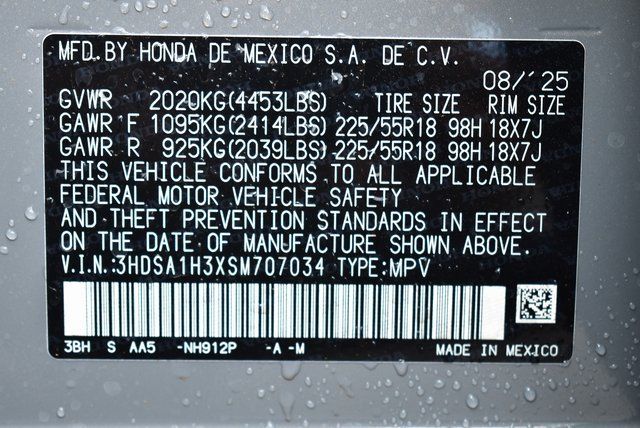 MFD. BY HONDA DE MEXICO S.A. DE C.V.
08/'25
GVWR 2020KG(4453LBS) TIRE SIZE RIM SIZE
GAWR F 1095KG(2414LBS) 225/55R18 98H 18X7J
GAWR R 925KG(2039LBS) 225/55R18 98H 18X7J
THIS VEHICLE CONFORMS TO ALL APPLICABLE
FEDERAL MOTOR VEHICLE SAFETY
AND THEFT PREVENTION STANDARDS IN EFFECT
ON THE DATE OF MANUFACTURE SHOWN ABOVE.
V.I.N.:3HDSA1H3XSM707034 TYPE:MPV
3BH S AA5 -NH912P -A -M MADE IN MEXICO